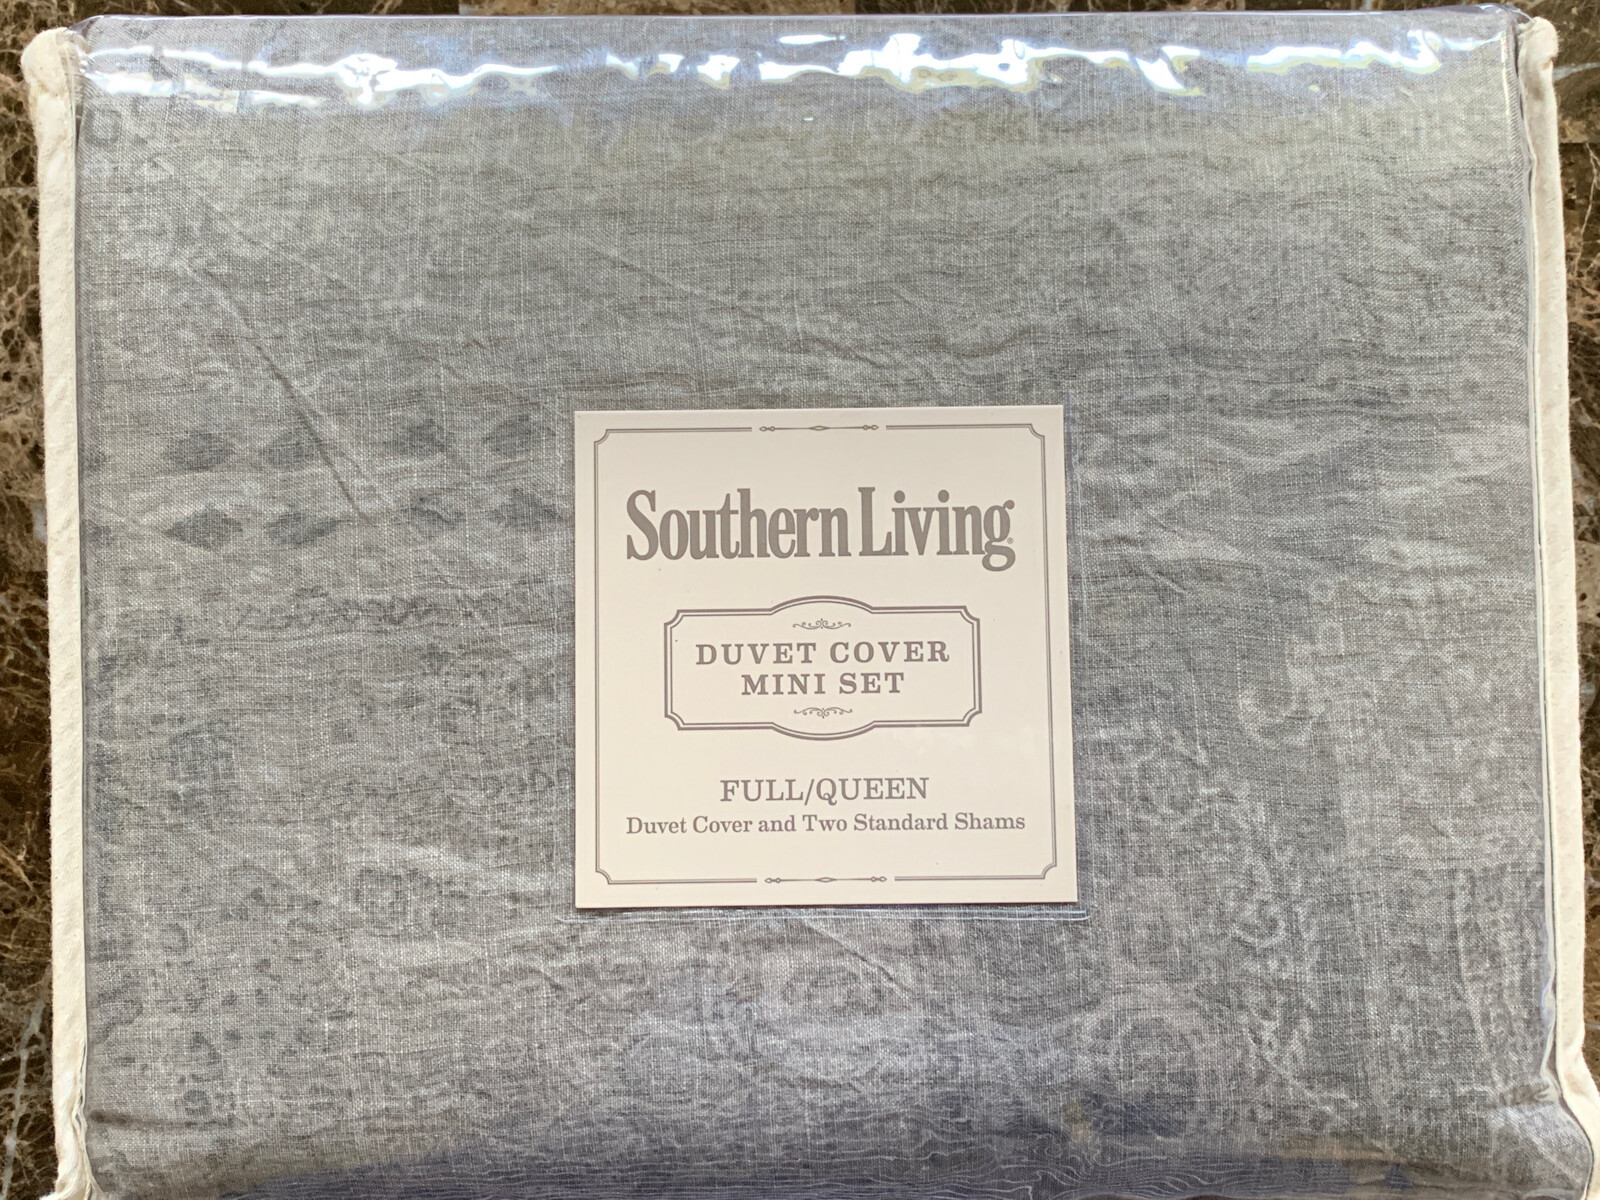 Southern Living®
DUVET COVER
MINI SET
FULL/QUEEN
Duvet Cover and Two Standard Shams